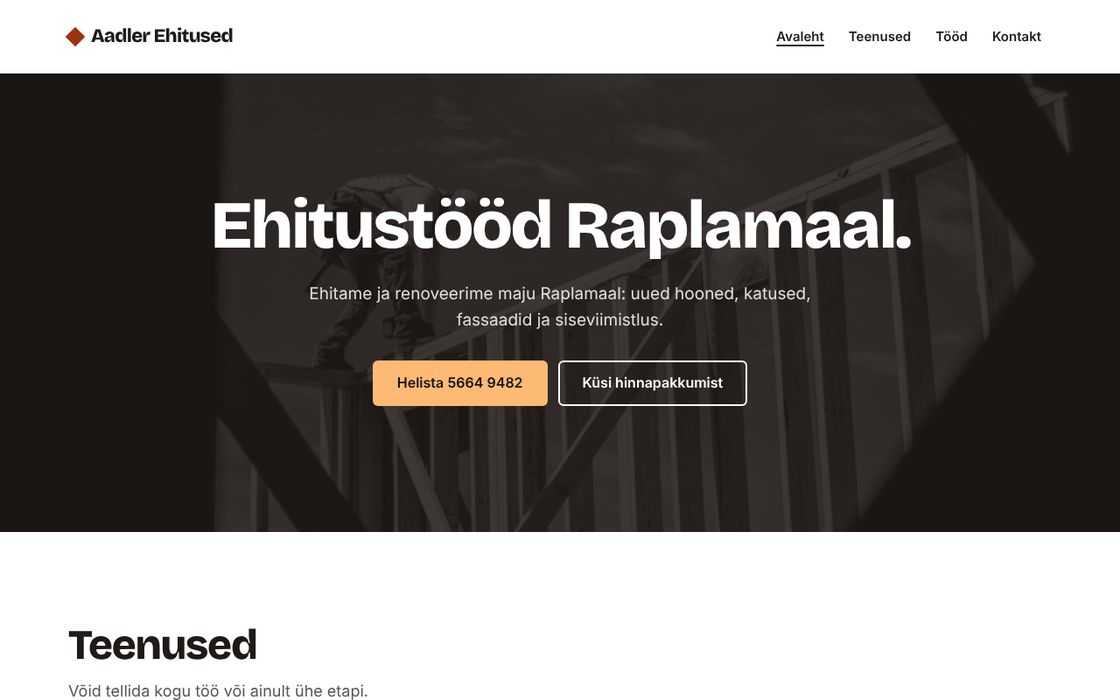 Aadler Ehitused
Avaleht
Teenused
Tööd
Kontakt
Ehitustööd Raplamaal.
Ehitame ja renoveerime maju Raplamaal: uued hooned, katused,
fassaadid ja siseviimistlus.
Helista 5664 9482
Küsi hinnapakkumist
Teenused
Võid tellida kogu töö või ainult ühe etapi.